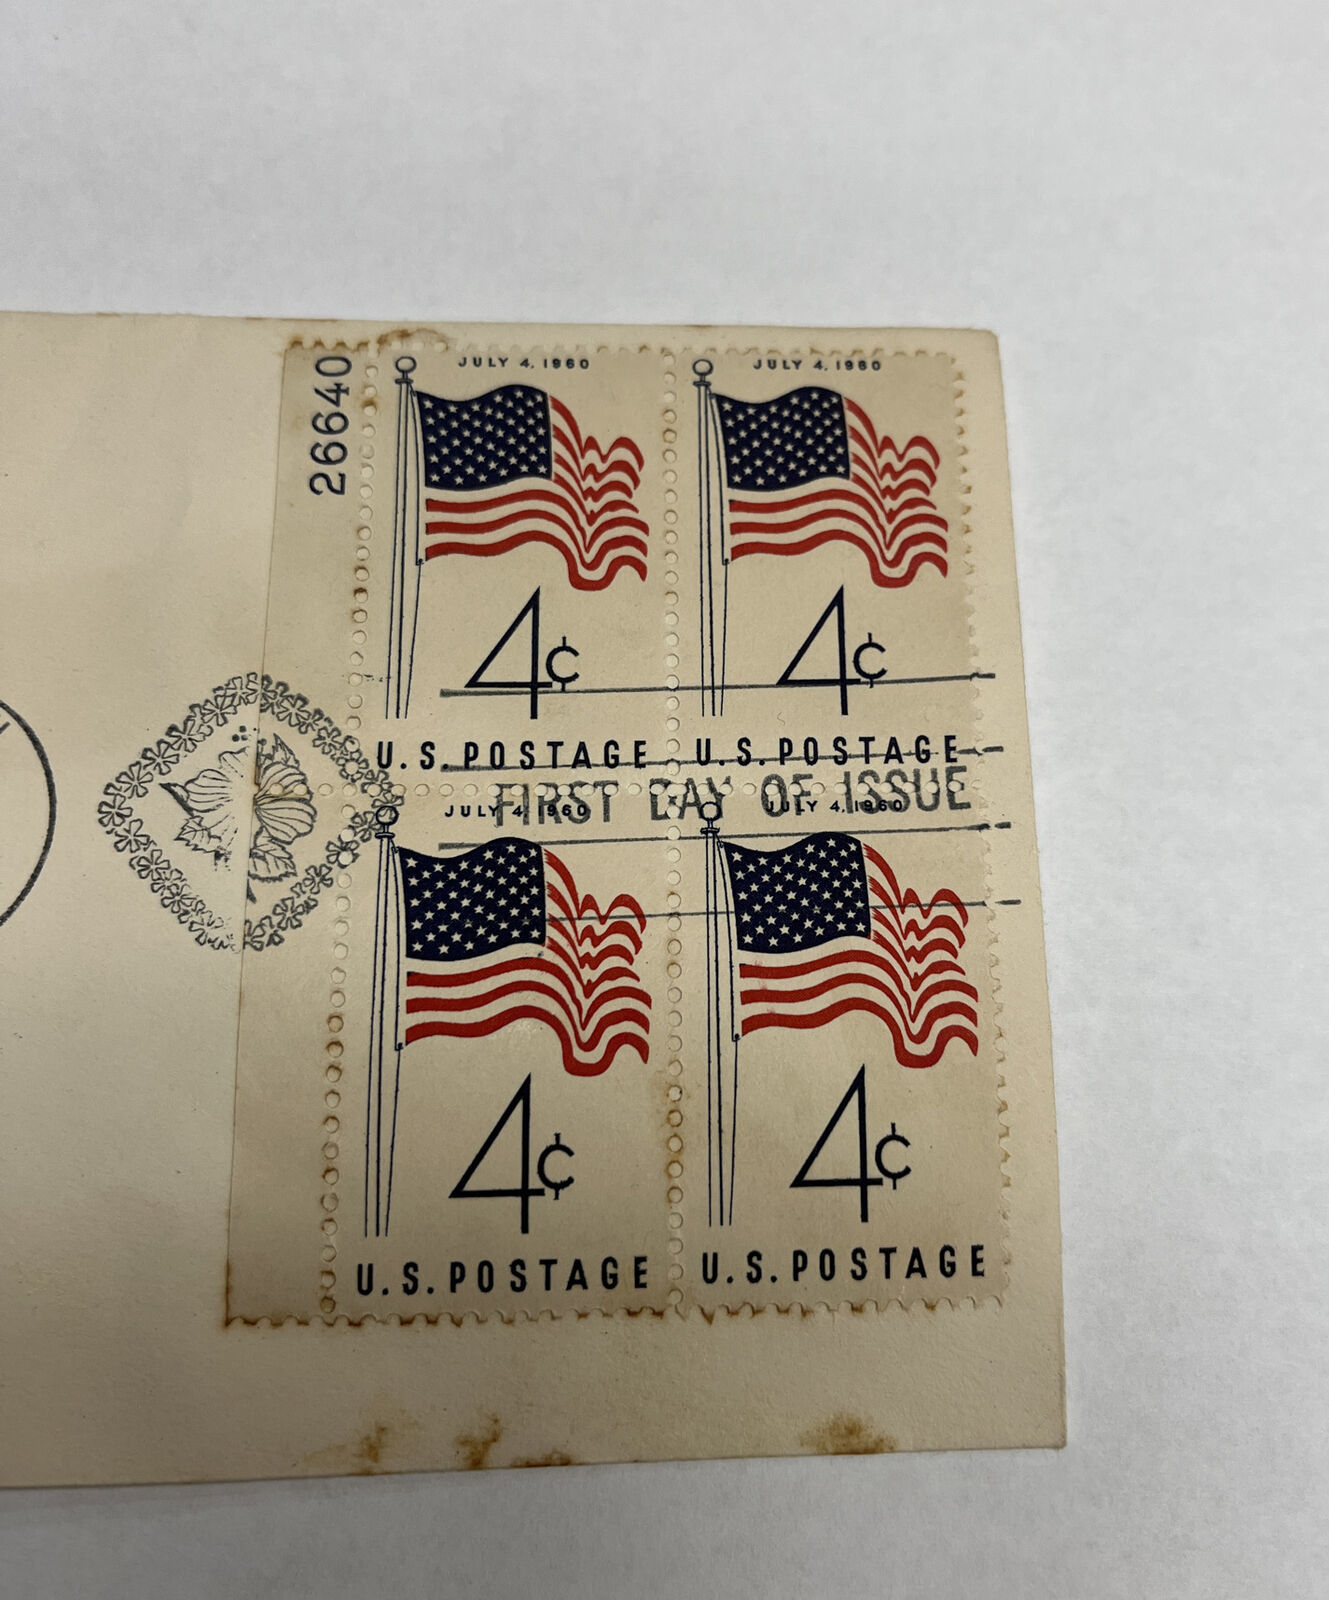 26640
JULY 4, 1960
JULY 4, 1960
4¢
4¢
U.S. POSTAGE
U.S. POSTAGE
FIRST DAY OF ISSUE
JULY 4, 1960
JULY 4, 1960
4¢
4¢
U.S. POSTAGE
U.S. POSTAGE